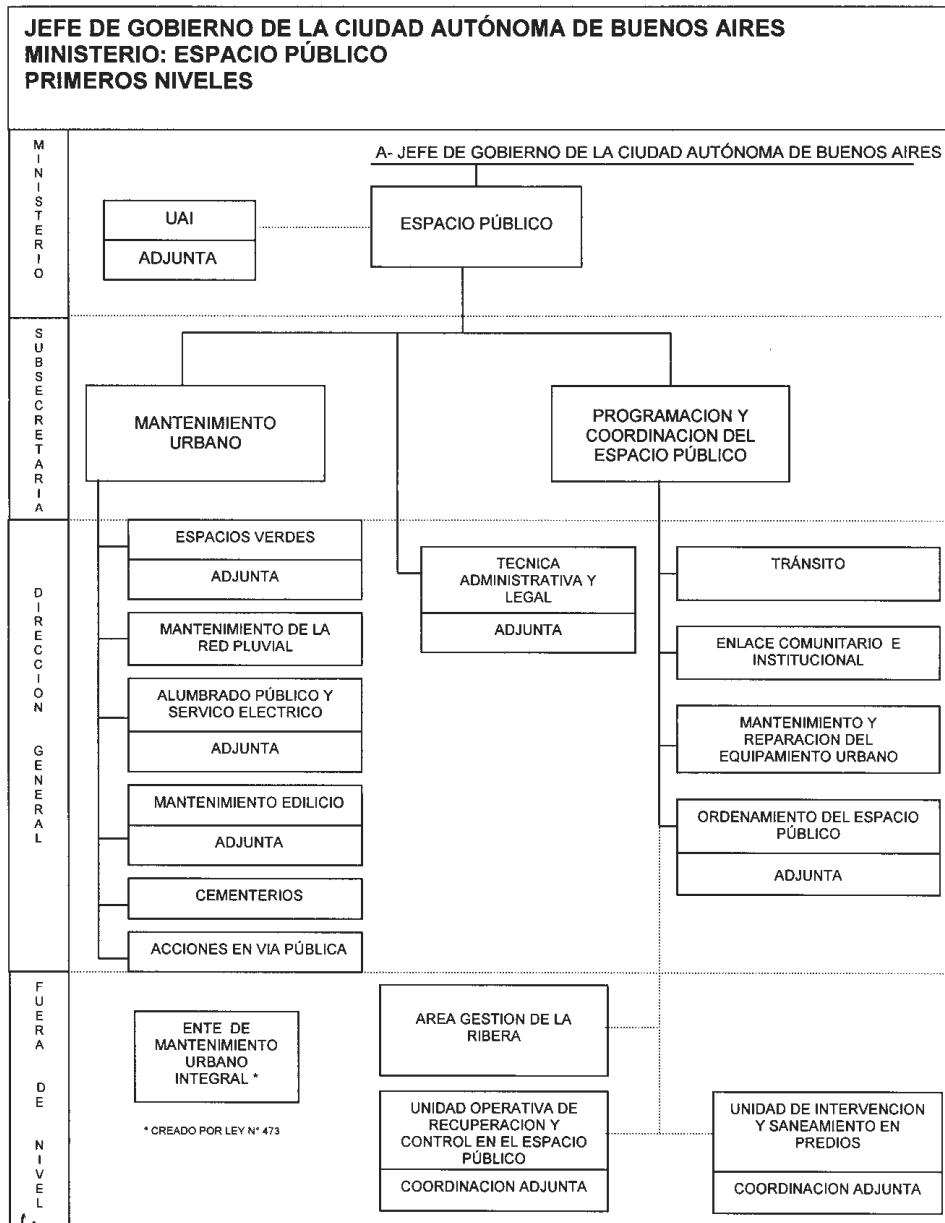 JEFE DE GOBIERNO DE LA CIUDAD AUTÓNOMA DE BUENOS AIRES
MINISTERIO: ESPACIO PÚBLICO
PRIMEROS NIVELES
MINISTERIO
A- JEFE DE GOBIERNO DE LA CIUDAD AUTÓNOMA DE BUENOS AIRES
ESPACIO PÚBLICO
UAI
ADJUNTA
SUBSECRETARIA
MANTENIMIENTO
URBANO
PROGRAMACION Y
COORDINACION DEL
ESPACIO PÚBLICO
DIRECCION GENERAL
ESPACIOS VERDES
ADJUNTA
MANTENIMIENTO DE LA
RED PLUVIAL
ALUMBRADO PÚBLICO Y
SERVICO ELECTRICO
ADJUNTA
MANTENIMIENTO EDILICIO
ADJUNTA
CEMENTERIOS
ACCIONES EN VIA PÚBLICA
TECNICA
ADMINISTRATIVA Y
LEGAL
ADJUNTA
TRÁNSITO
ENLACE COMUNITARIO E
INSTITUCIONAL
MANTENIMIENTO Y
REPARACION DEL
EQUIPAMIENTO URBANO
ORDENAMIENTO DEL ESPACIO
PÚBLICO
ADJUNTA
FUERA DE NIVEL
ENTE DE
MANTENIMIENTO
URBANO
INTEGRAL *
* CREADO POR LEY N° 473
AREA GESTION DE LA
RIBERA
UNIDAD OPERATIVA DE
RECUPERACION Y
CONTROL EN EL ESPACIO
PÚBLICO
COORDINACION ADJUNTA
UNIDAD DE INTERVENCION
Y SANEAMIENTO EN
PREDIOS
COORDINACION ADJUNTA